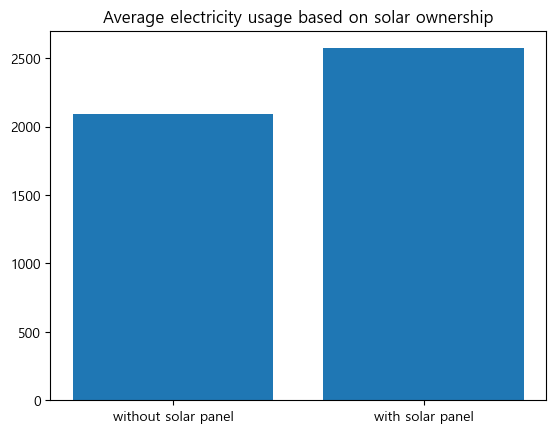 Average electricity usage based on solar ownership
2500
2000
1500
1000
500
0
without solar panel
with solar panel